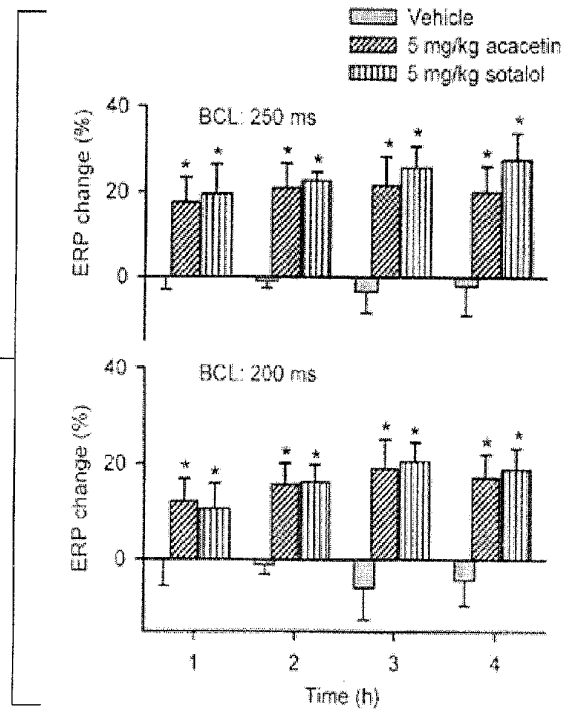 Vehicle
5 mg/kg acacetin
5 mg/kg sotalol
BCL: 250 ms
ERP change (%)
40
20
0
* * * * * * * *
BCL: 200 ms
ERP change (%)
40
20
0
* * * * * * * *
1 2 3 4
Time (h)